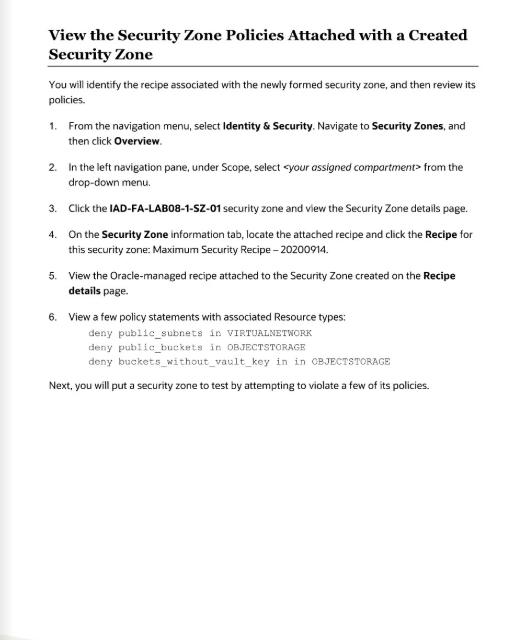 View the Security Zone Policies Attached with a Created
Security Zone
You will identify the recipe associated with the newly formed security zone, and then review its
policies.
1. From the navigation menu, select Identity & Security. Navigate to Security Zones, and
then click Overview.
2. In the left navigation pane, under Scope, select <your assigned compartment> from the
drop-down menu.
3. Click the IAD-FA-LAB08-1-SZ-01 security zone and view the Security Zone details page.
4. On the Security Zone information tab, locate the attached recipe and click the Recipe for
this security zone: Maximum Security Recipe – 20200914.
5. View the Oracle-managed recipe attached to the Security Zone created on the Recipe
details page.
6. View a few policy statements with associated Resource types:
deny public_subnets in VIRTUALNETWORK
deny public_buckets in OBJECTSTORAGE
deny buckets_without_vault_key in in OBJECTSTORAGE
Next, you will put a security zone to test by attempting to violate a few of its policies.